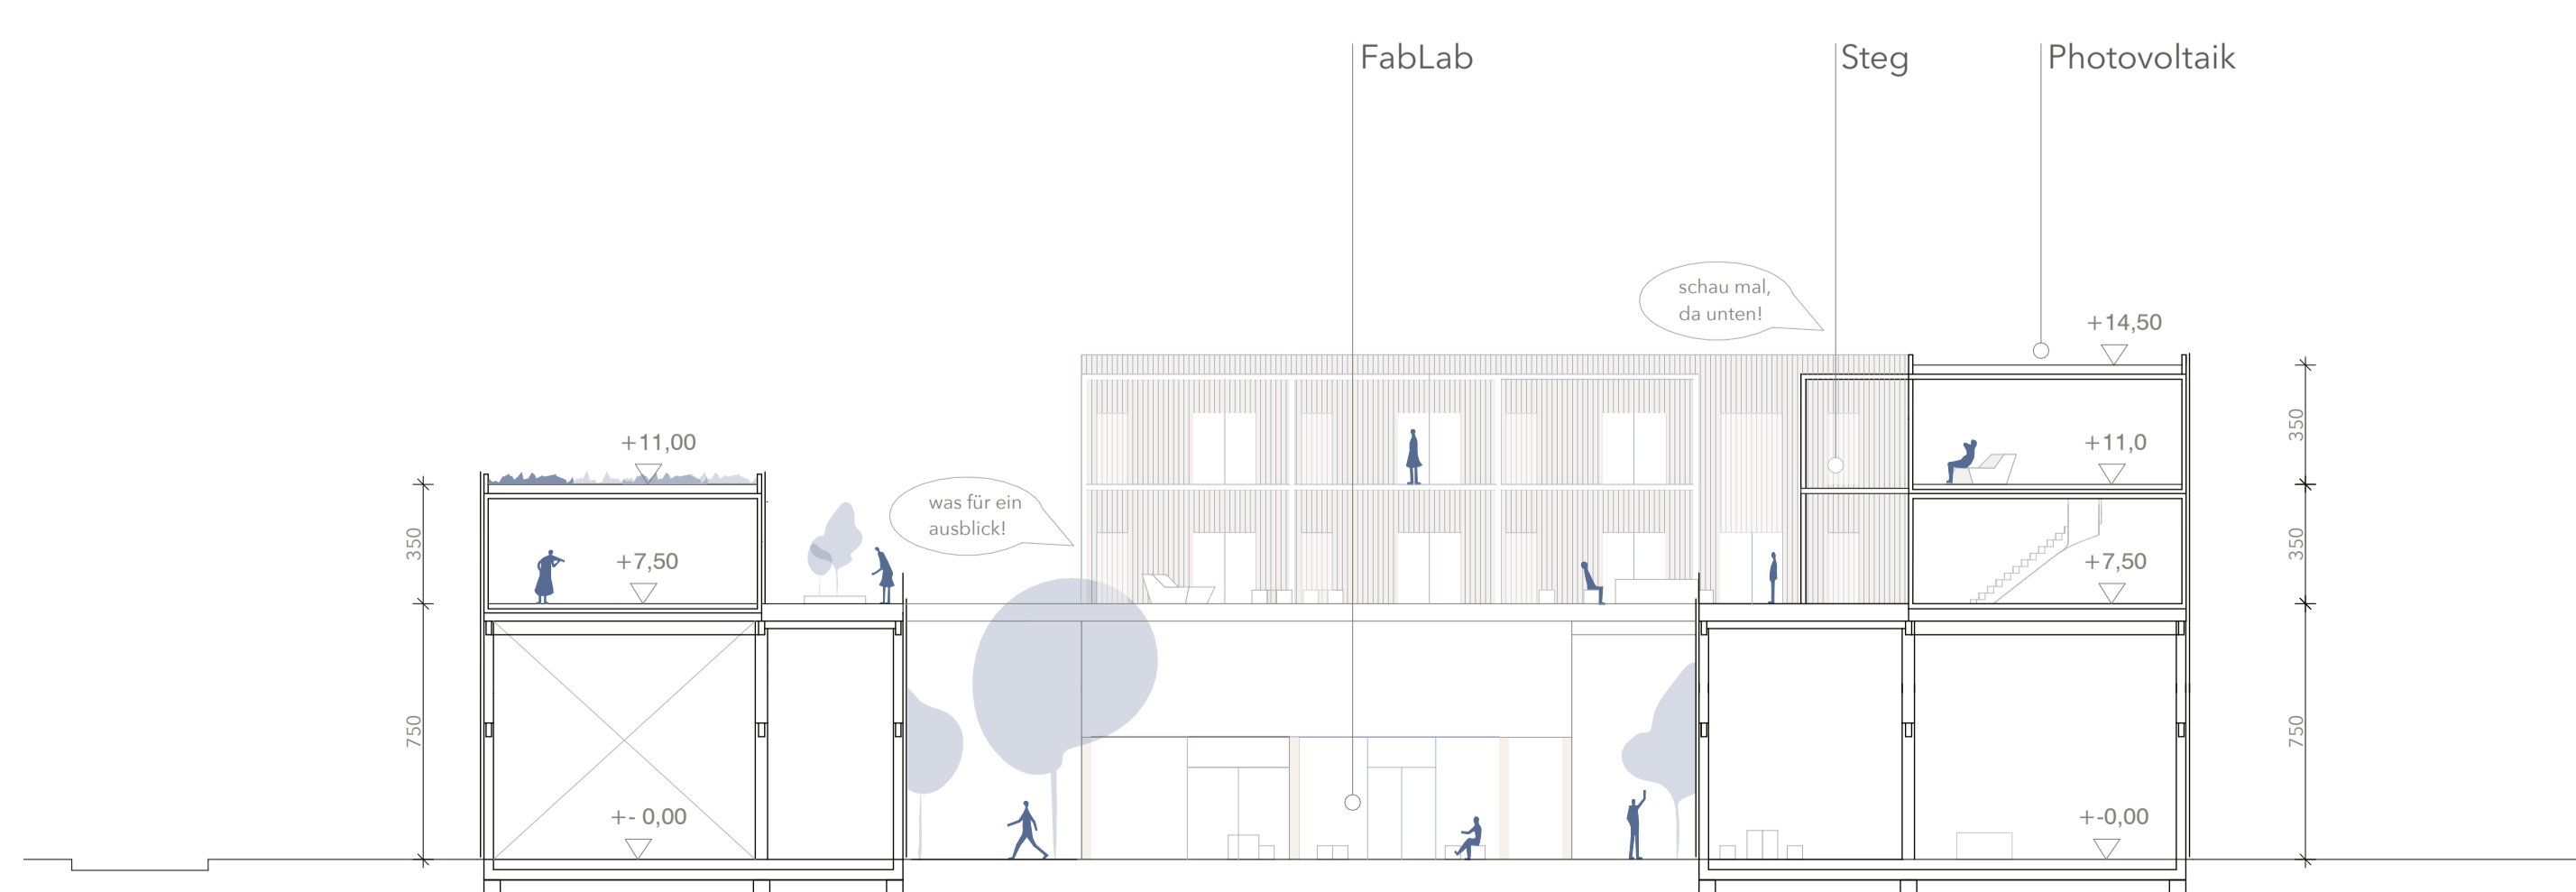 FabLab
Steg
Photovoltaik
schau mal,
da unten!
+14,50
+11,00
+11,0
was für ein
ausblick!
350
350
350
+7,50
+7,50
750
750
+- 0,00
+-0,00